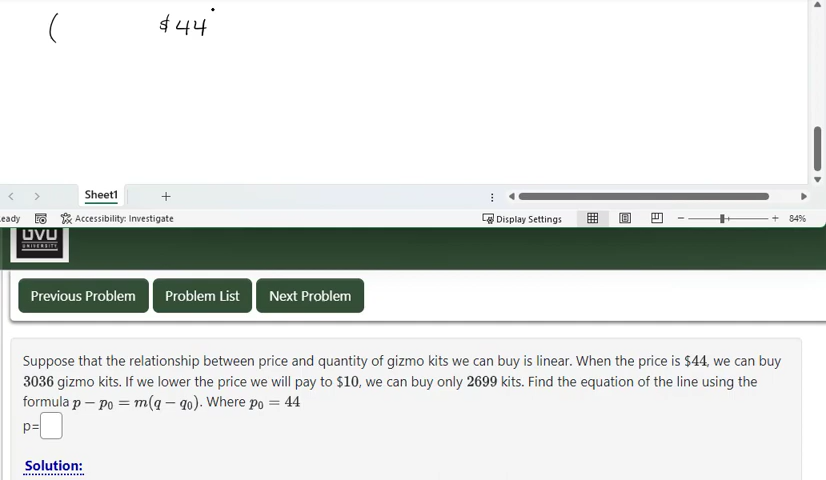 ( $44
Sheet1 +
eady Accessibility: Investigate Display Settings − + 84%
UVU
UNIVERSITY
Previous Problem Problem List Next Problem
Suppose that the relationship between price and quantity of gizmo kits we can buy is linear. When the price is $44, we can buy
3036 gizmo kits. If we lower the price we will pay to $10, we can buy only 2699 kits. Find the equation of the line using the
formula p − p₀ = m(q − q₀). Where p₀ = 44
p=
Solution: